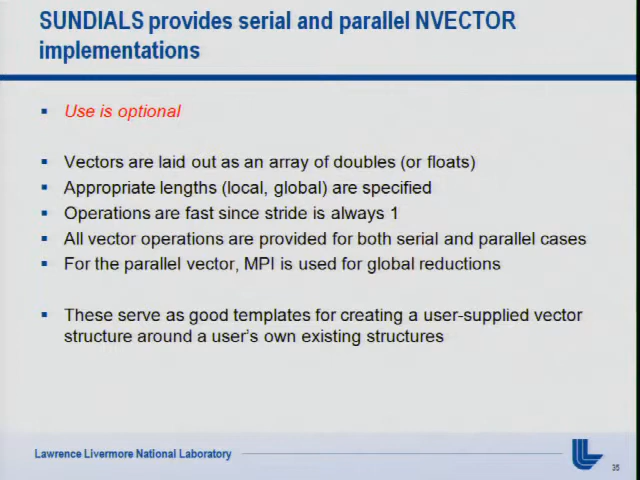 SUNDIALS provides serial and parallel NVECTOR
implementations
Use is optional
Vectors are laid out as an array of doubles (or floats)
Appropriate lengths (local, global) are specified
Operations are fast since stride is always 1
All vector operations are provided for both serial and parallel cases
For the parallel vector, MPI is used for global reductions
These serve as good templates for creating a user-supplied vector
structure around a user's own existing structures
Lawrence Livermore National Laboratory
35